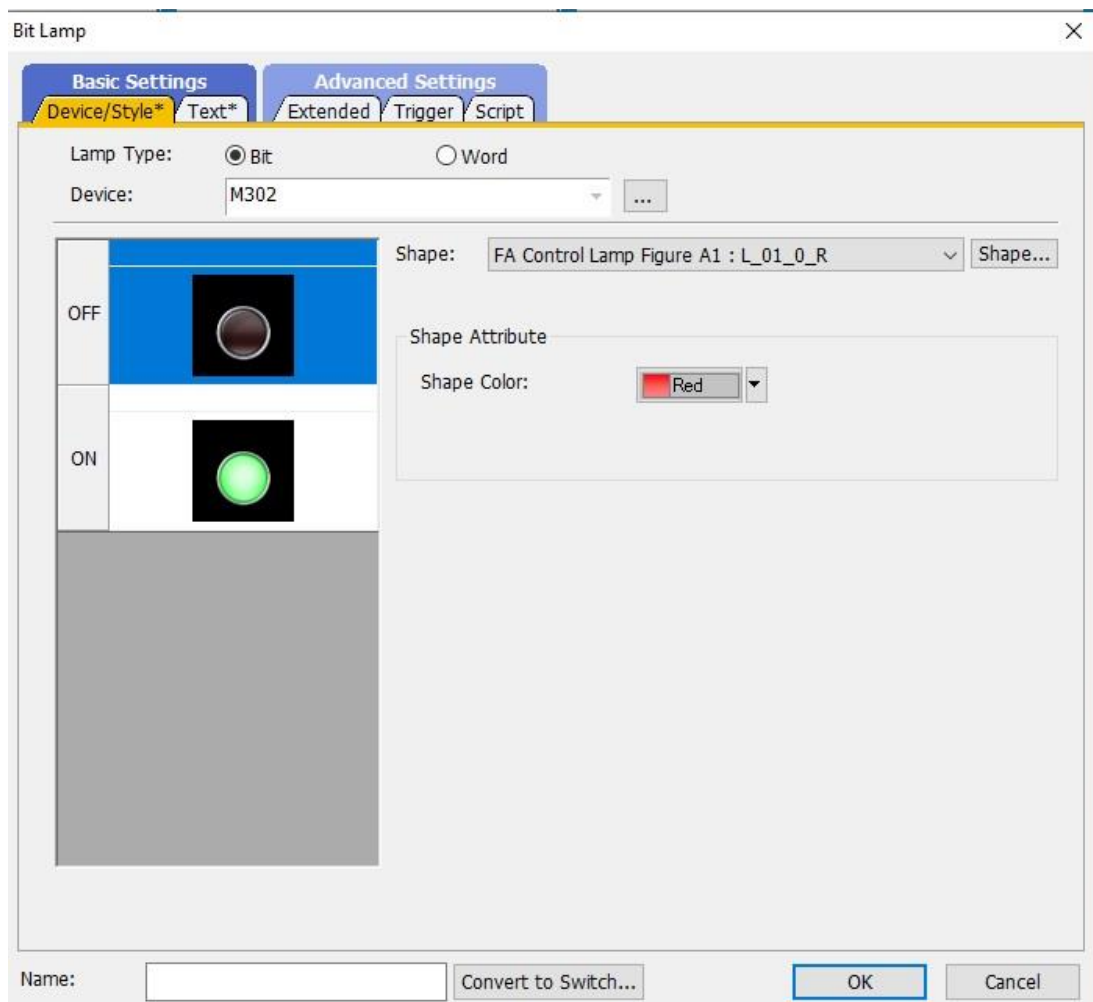 Bit Lamp
Basic Settings Advanced Settings
Device/Style* Text* Extended Trigger Script
Lamp Type: Bit Word
Device: M302 ...
Shape: FA Control Lamp Figure A1 : L_01_0_R Shape...
OFF
Shape Attribute
Shape Color: Red
ON
Name: Convert to Switch... OK Cancel